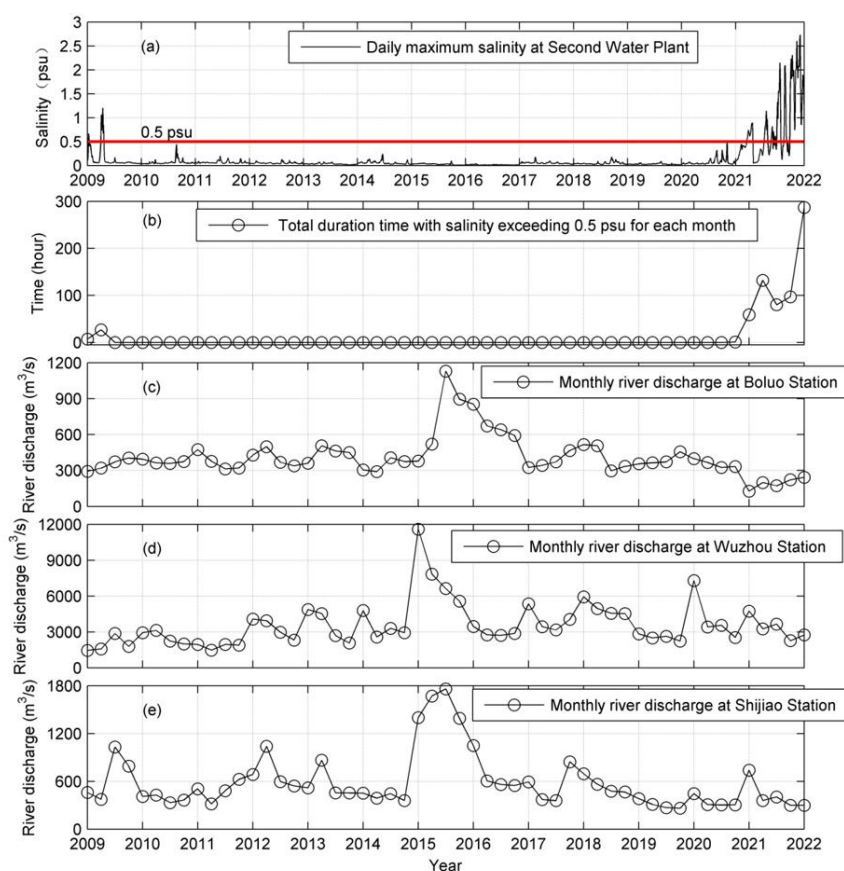 3
2.5
2
1.5
1
0.5
0
Salinity（psu）
(a)
Daily maximum salinity at Second Water Plant
0.5 psu
2009 2010 2011 2012 2013 2014 2015 2016 2017 2018 2019 2020 2021 2022
300
200
100
0
Time (hour)
(b)
Total duration time with salinity exceeding 0.5 psu for each month
2009 2010 2011 2012 2013 2014 2015 2016 2017 2018 2019 2020 2021 2022
1200
900
600
300
0
River discharge (m³/s)
(c)
Monthly river discharge at Boluo Station
2009 2010 2011 2012 2013 2014 2015 2016 2017 2018 2019 2020 2021 2022
12000
9000
6000
3000
0
River discharge (m³/s)
(d)
Monthly river discharge at Wuzhou Station
2009 2010 2011 2012 2013 2014 2015 2016 2017 2018 2019 2020 2021 2022
1800
1200
600
0
River discharge (m³/s)
(e)
Monthly river discharge at Shijiao Station
2009 2010 2011 2012 2013 2014 2015 2016 2017 2018 2019 2020 2021 2022
Year